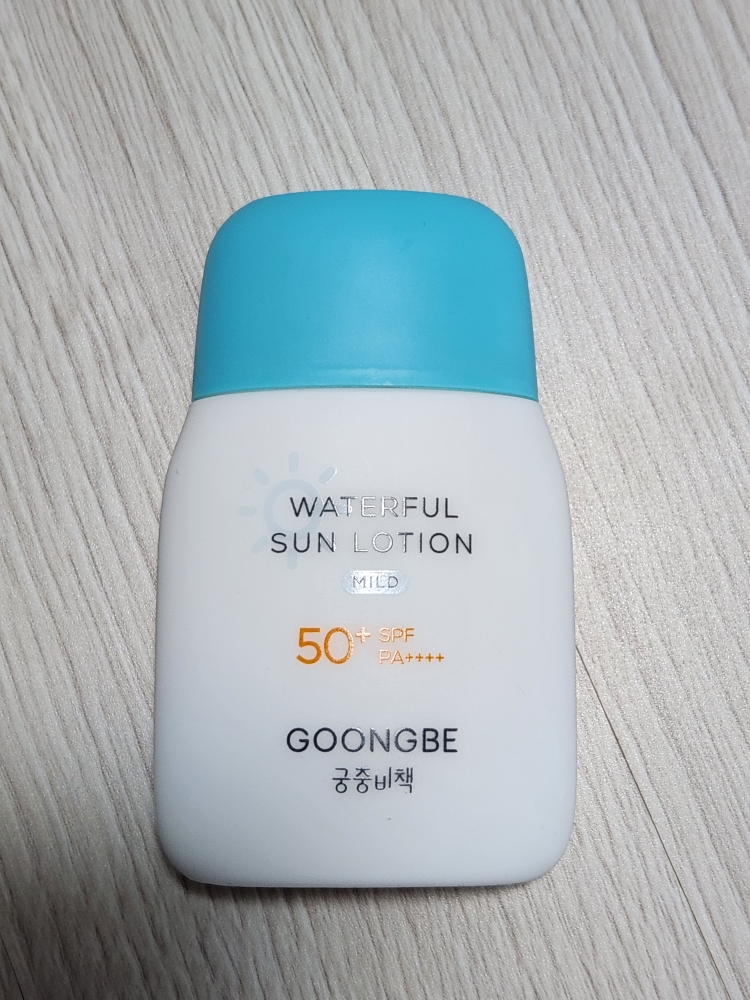 WATERFUL
SUN LOTION
MILD
50+ SPF
PA++++
GOONGBE
궁중비책